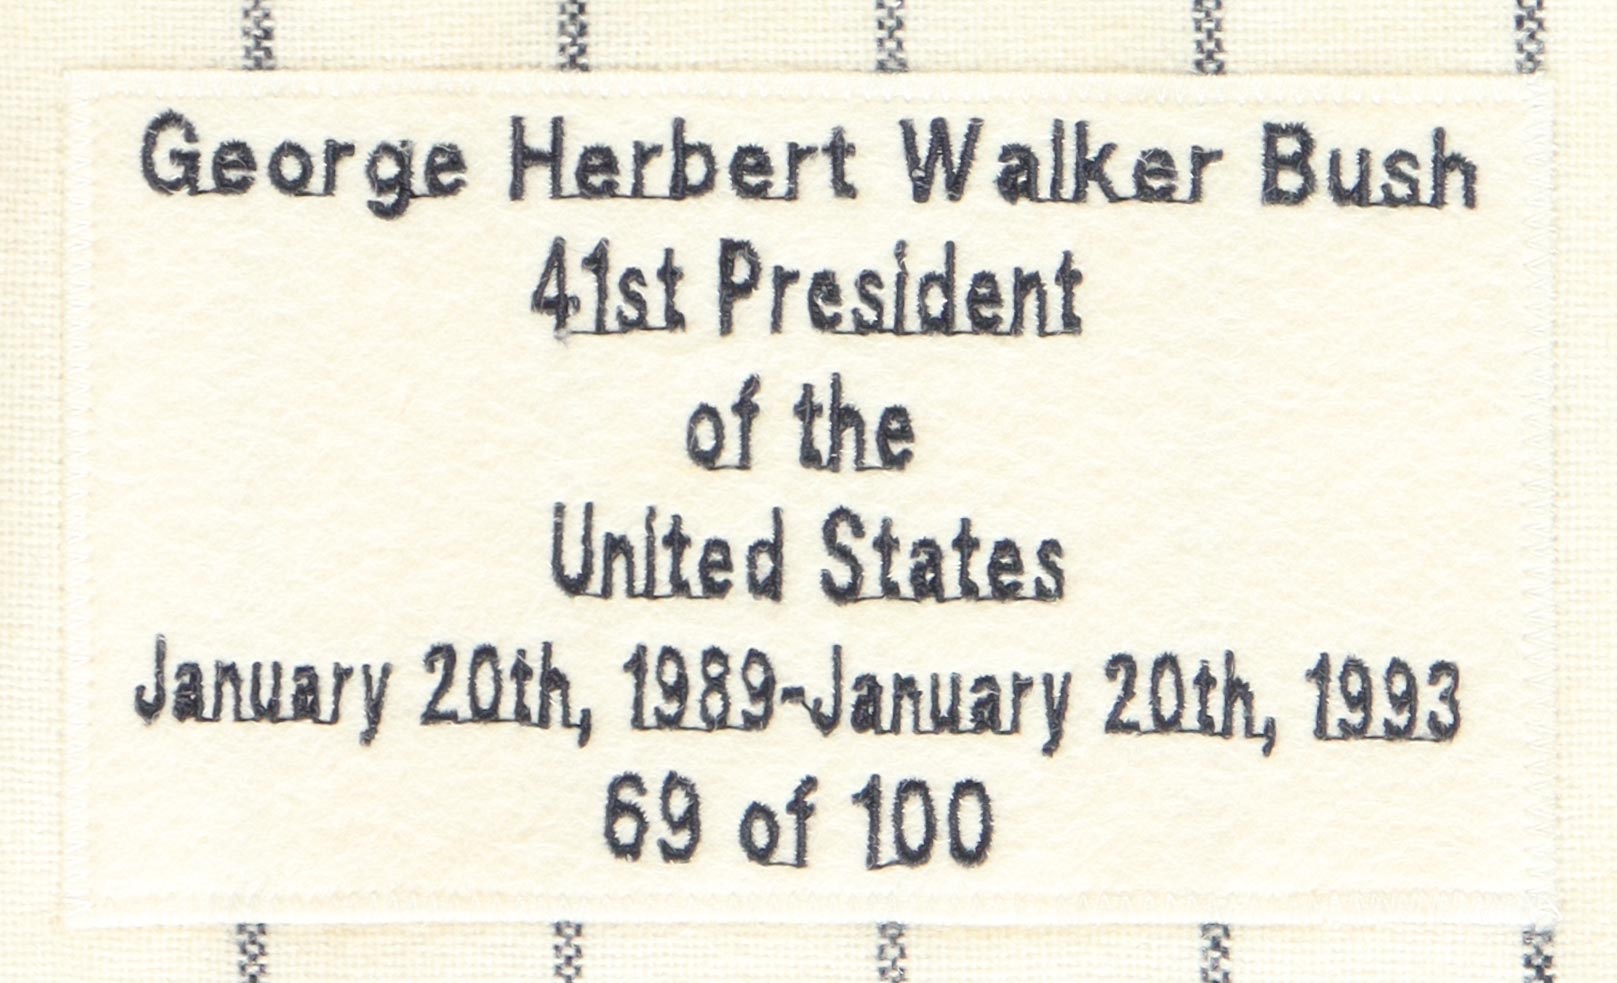 George Herbert Walker Bush
41st President
of the
United States
January 20th, 1989-January 20th, 1993
69 of 100